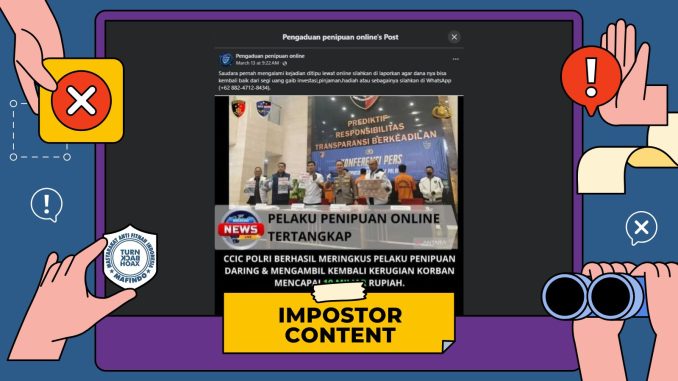 Pengaduan penipuan online's Post
Pengaduan penipuan online
March 13 at 9:22 AM
Saudara pernah mengalami kejadian ditipu lewat online silahkan di laporkan agar dana nya bisa
kembali baik dari segi uang gaib investasi,pinjaman,hadiah atau sebagainya silahkan di WhatsApp
(+62 882-4712-8434).
PREDIKTIF
RESPONSIBILITAS
TRANSPARANSI BERKEADILAN
KONFERENSI PERS
NEWS
PELAKU PENIPUAN ONLINE
TERTANGKAP
ANTARA
CCIC POLRI BERHASIL MERINGKUS PELAKU PENIPUAN
DARING & MENGAMBIL KEMBALI KERUGIAN KORBAN
MENCAPAI RUPIAH.
MASYARAKAT ANTI FITNAH INDONESIA
TURN
BACK
HOAX
MAFINDO
IMPOSTOR
CONTENT